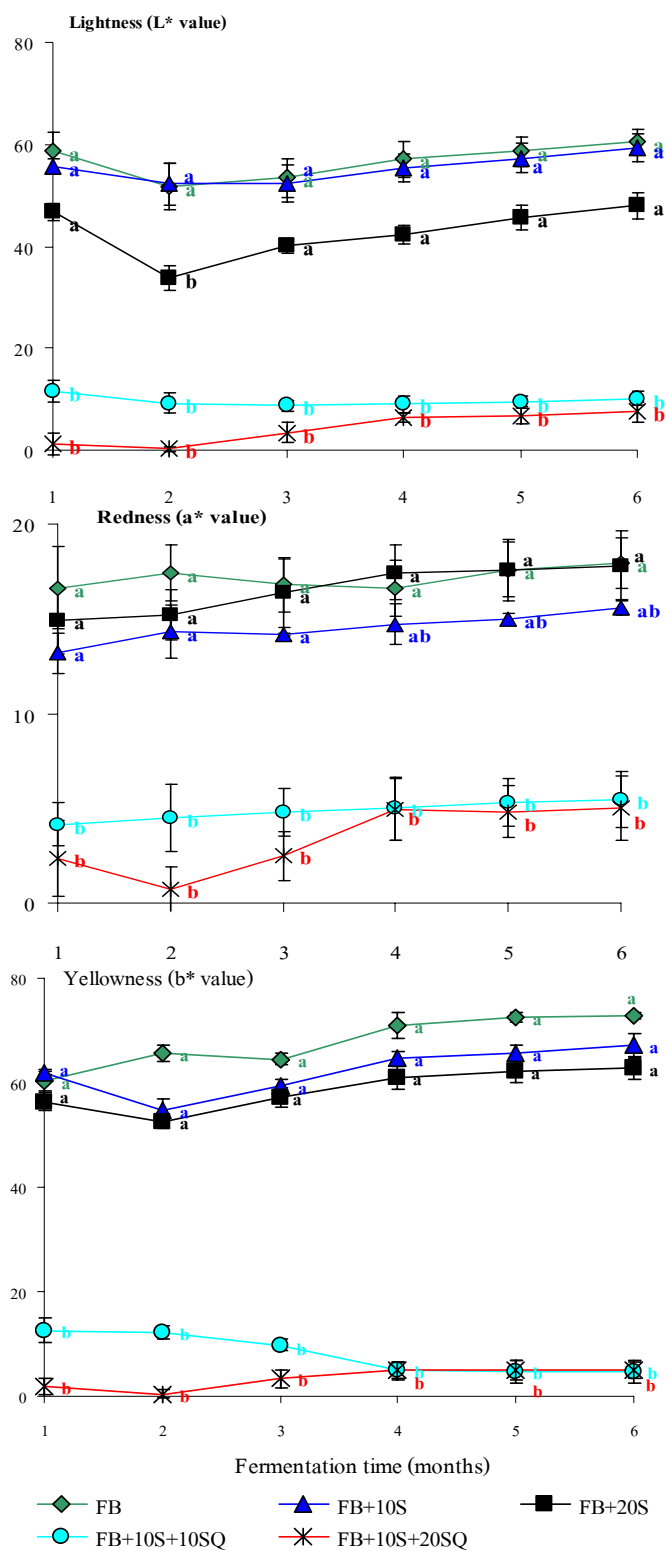 Lightness (L* value)
80
60
a a a a a a
a a a a a a
40
a b a a a a
20
b b b b b b
0
b b b b b b
1 2 3 4 5 6
Redness (a* value)
20
a a a a a a
a a a a a a
a a a ab ab ab
10
b b b b b b
b b b b b b
0
1 2 3 4 5 6
Yellowness (b* value)
80
a a a a a a
60
a a a a a a
a a a a a a
40
20
b b b b b b
0
b b b b b b
1 2 3 4 5 6
Fermentation time (months)
FB FB+10S FB+20S
FB+10S+10SQ FB+10S+20SQ